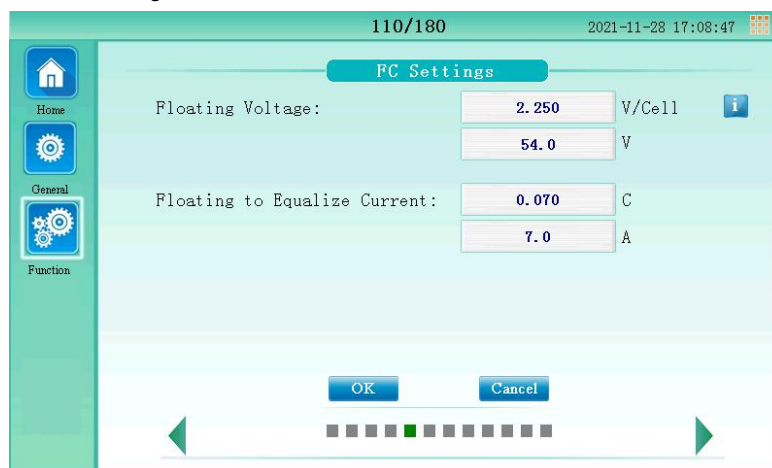 110/180
2021-11-28 17:08:47
FC Settings
Home
Floating Voltage:
2.250
V/Cell
i
54.0
V
General
Floating to Equalize Current:
0.070
C
7.0
A
Function
OK
Cancel